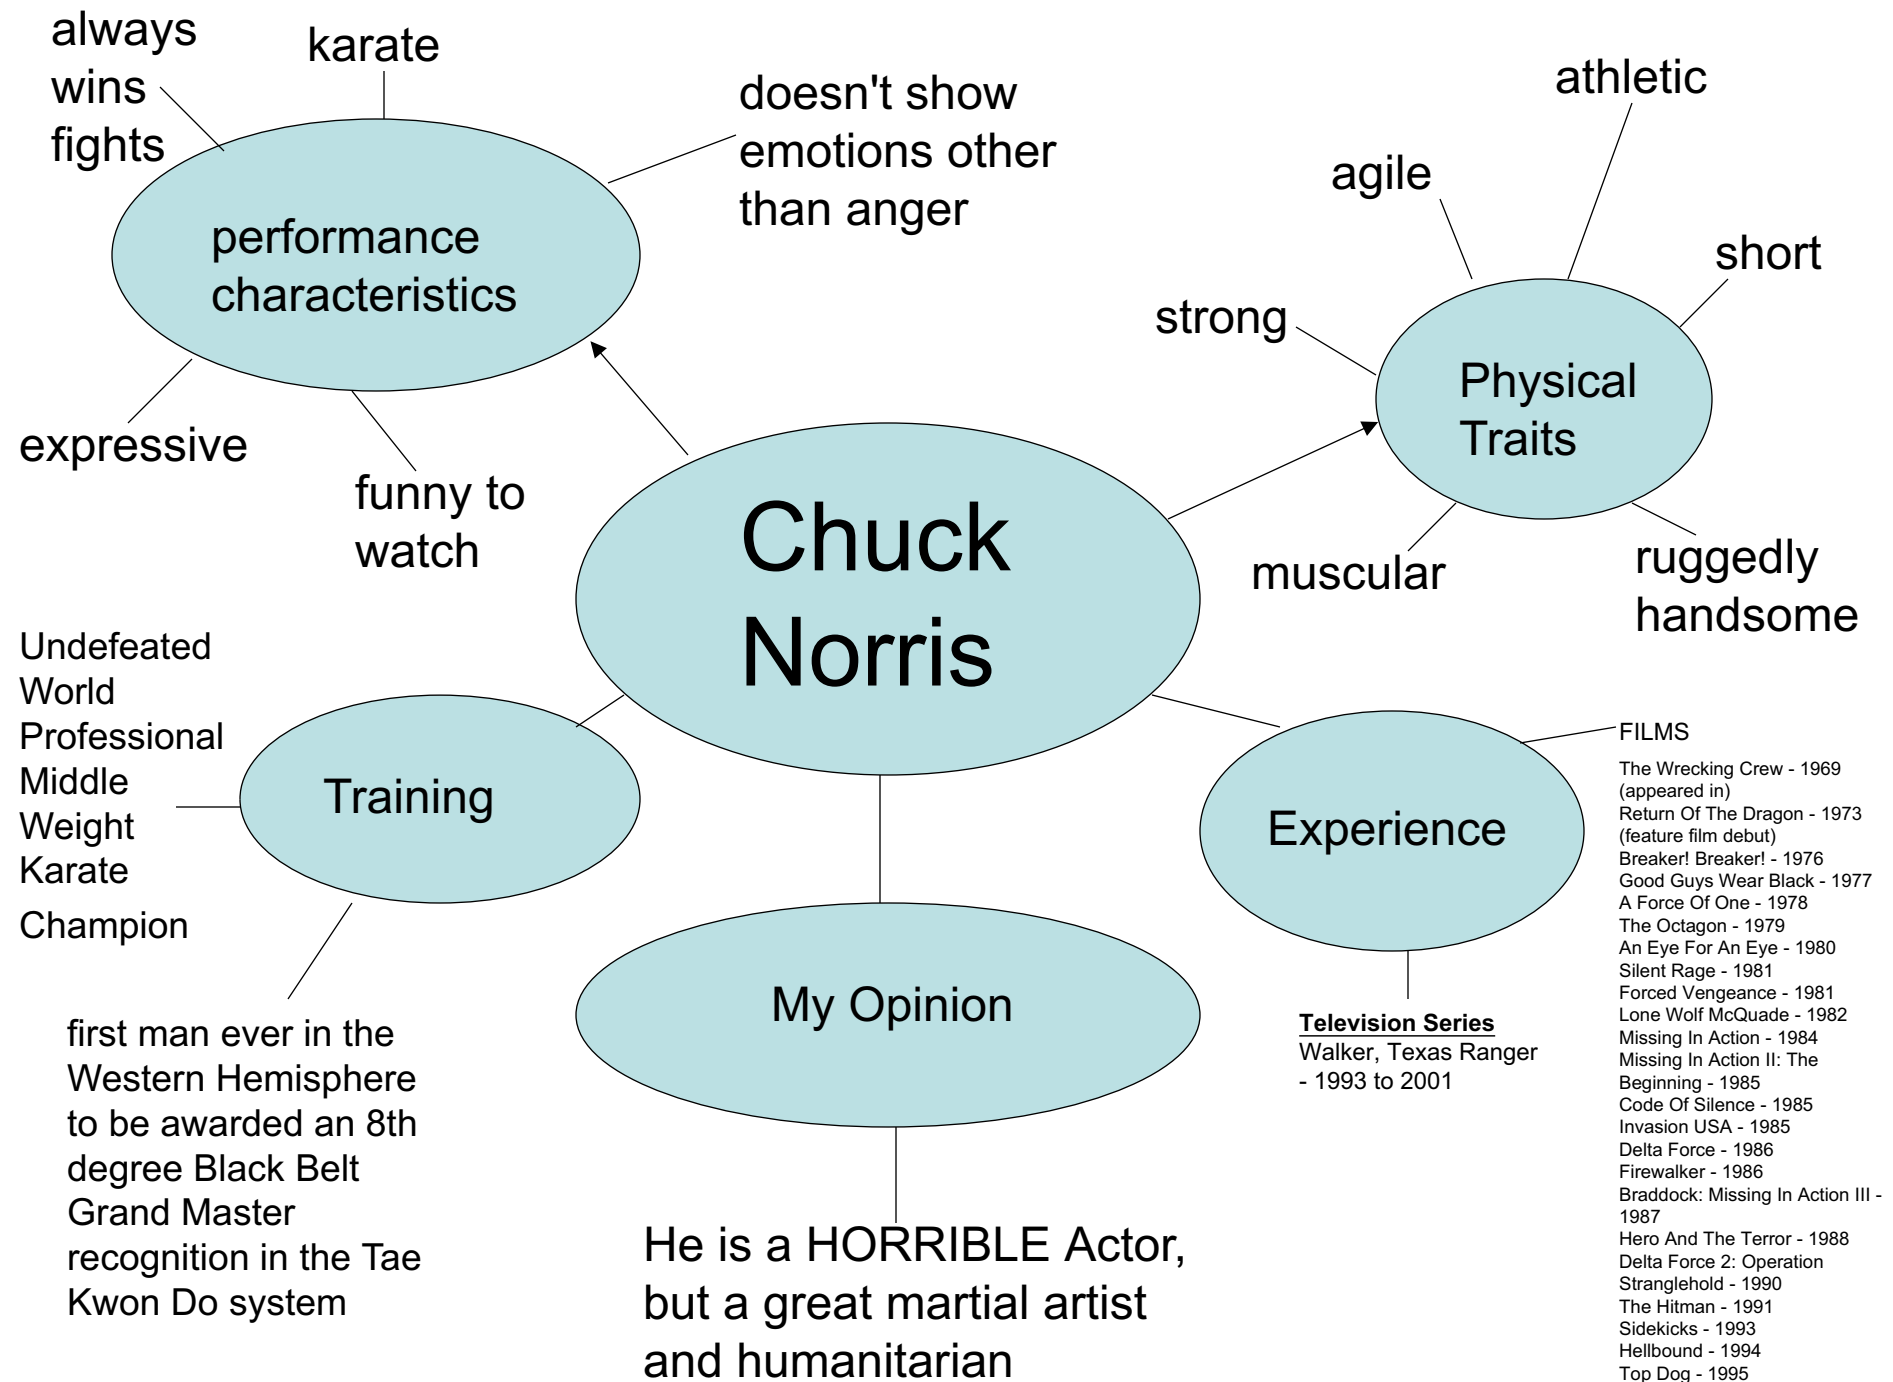 always
wins
fights
karate
doesn't show
emotions other
than anger
performance
characteristics
expressive
funny to
watch
athletic
agile
short
strong
Physical
Traits
muscular
ruggedly
handsome
Chuck
Norris
Undefeated
World
Professional
Middle
Weight
Karate
Champion
Training
first man ever in the
Western Hemisphere
to be awarded an 8th
degree Black Belt
Grand Master
recognition in the Tae
Kwon Do system
My Opinion
He is a HORRIBLE Actor,
but a great martial artist
and humanitarian
Experience
Television Series
Walker, Texas Ranger
- 1993 to 2001
FILMS
The Wrecking Crew - 1969
(appeared in)
Return Of The Dragon - 1973
(feature film debut)
Breaker! Breaker! - 1976
Good Guys Wear Black - 1977
A Force Of One - 1978
The Octagon - 1979
An Eye For An Eye - 1980
Silent Rage - 1981
Forced Vengeance - 1981
Lone Wolf McQuade - 1982
Missing In Action - 1984
Missing In Action II: The
Beginning - 1985
Code Of Silence - 1985
Invasion USA - 1985
Delta Force - 1986
Firewalker - 1986
Braddock: Missing In Action III -
1987
Hero And The Terror - 1988
Delta Force 2: Operation
Stranglehold - 1990
The Hitman - 1991
Sidekicks - 1993
Hellbound - 1994
Top Dog - 1995